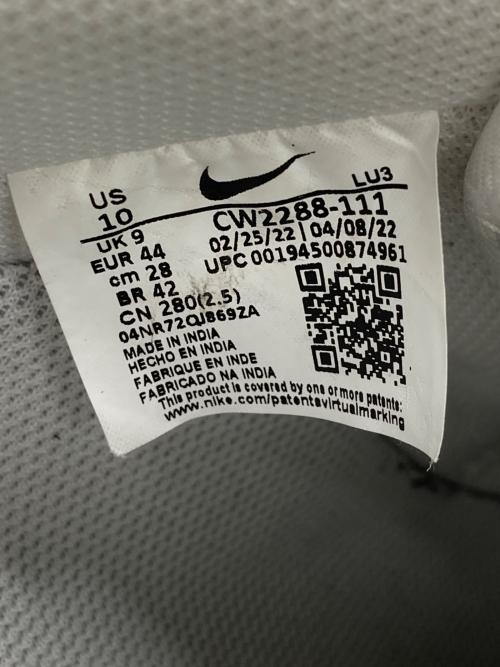 LU3
US
10
CW2288-111
UK 9
02/25/22 | 04/08/22
EUR 44
UPC 00194500874961
cm 28
BR 42
CN 280(2.5)
04NR72QJB69ZA
MADE IN INDIA
HECHO EN INDIA
FABRIQUE EN INDE
FABRICADO NA INDIA
This product is covered by one or more patents:
www.nike.com/patentsvirtualmarking